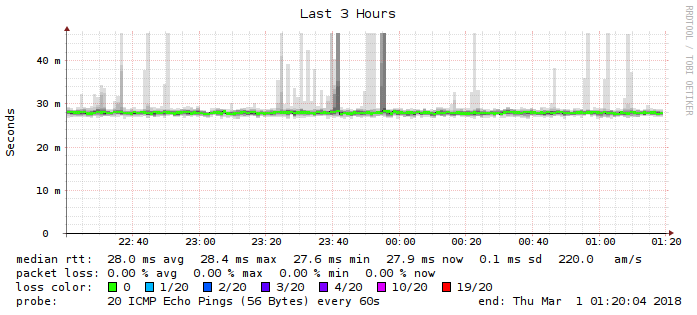 Last 3 Hours
RRDTOOL / TOBI OETIKER
Seconds
40 m
30 m
20 m
10 m
0
22:40 23:00 23:20 23:40 00:00 00:20 00:40 01:00 01:20
median rtt: 28.0 ms avg 28.4 ms max 27.6 ms min 27.9 ms now 0.1 ms sd 220.0 am/s
packet loss: 0.00 % avg 0.00 % max 0.00 % min 0.00 % now
loss color: 0 1/20 2/20 3/20 4/20 10/20 19/20
probe: 20 ICMP Echo Pings (56 Bytes) every 60s end: Thu Mar 1 01:20:04 2018